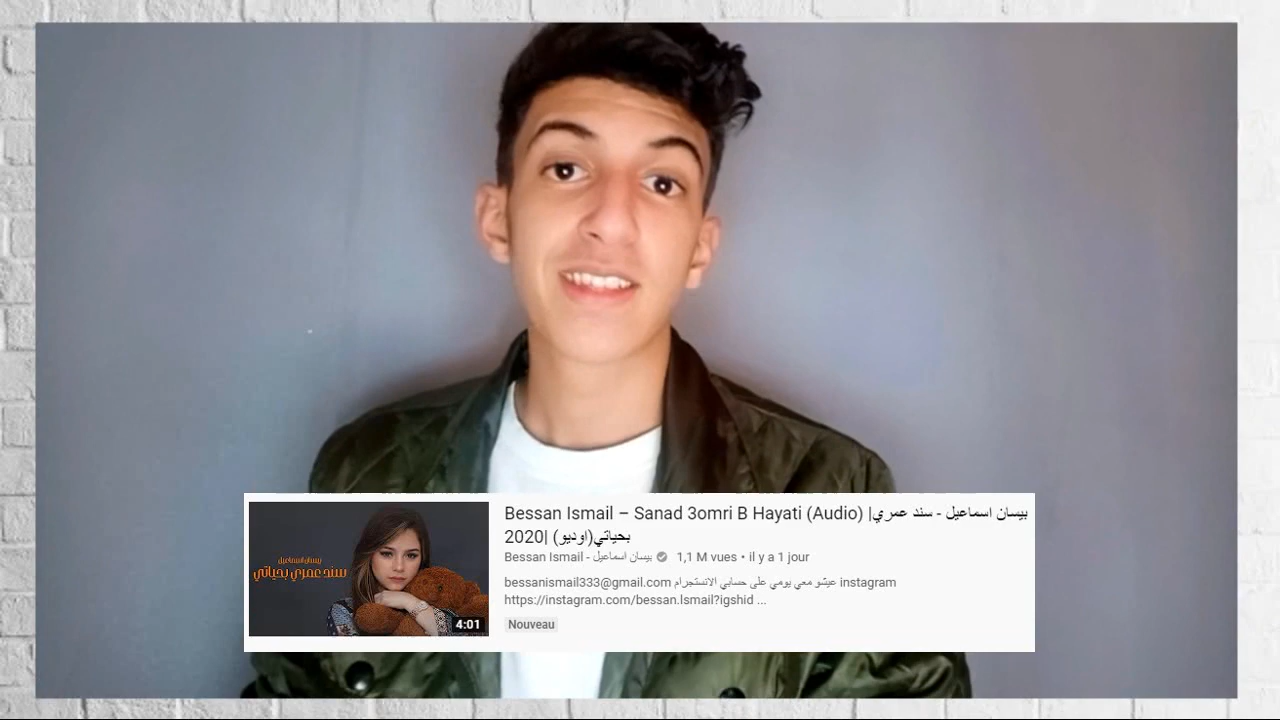 بيسان اسماعيل
سند عمري بحياتي
4:01
Bessan Ismail – Sanad 3omri B Hayati (Audio) |بيسان اسماعيل - سند عمري
بحياتي(اوديو) |2020
Bessan Ismail - بيسان اسماعيل 1,1 M vues • il y a 1 jour
bessanismail333@gmail.com عيشو معي يومي على حسابي الانستجرام instagram
https://instagram.com/bessan.lsmail?igshid ...
Nouveau